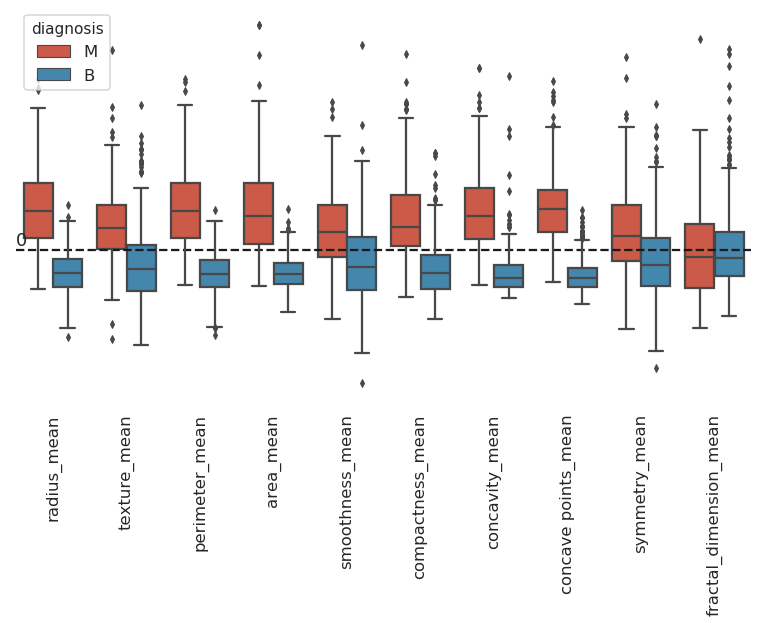 diagnosis
M
B
0
radius_mean
texture_mean
perimeter_mean
area_mean
smoothness_mean
compactness_mean
concavity_mean
concave points_mean
symmetry_mean
fractal_dimension_mean